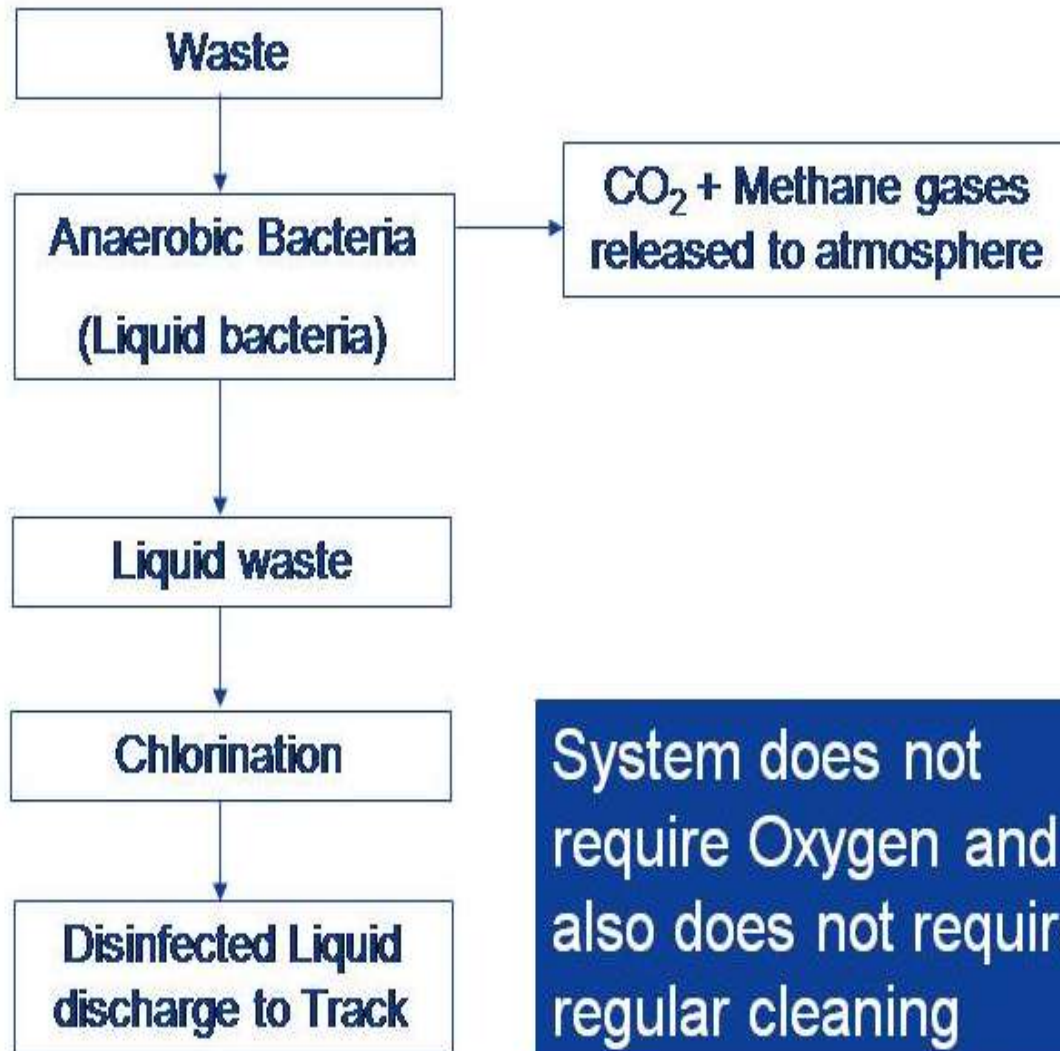 Waste
Anaerobic Bacteria
(Liquid bacteria)
CO₂ + Methane gases
released to atmosphere
Liquid waste
Chlorination
Disinfected Liquid
discharge to Track
System does not
require Oxygen and
also does not requir
regular cleaning